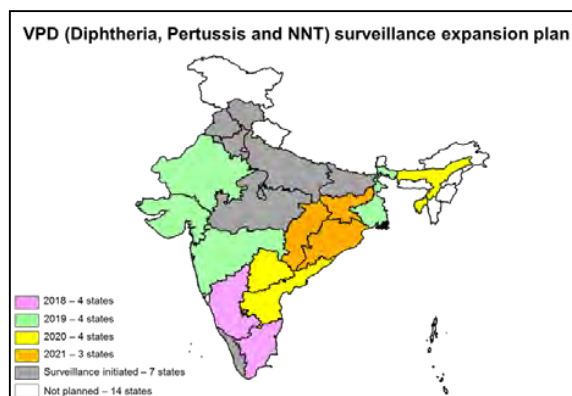 VPD (Diphtheria, Pertussis and NNT) surveillance expansion plan
2018 – 4 states
2019 – 4 states
2020 – 4 states
2021 – 3 states
Surveillance initiated – 7 states
Not planned – 14 states